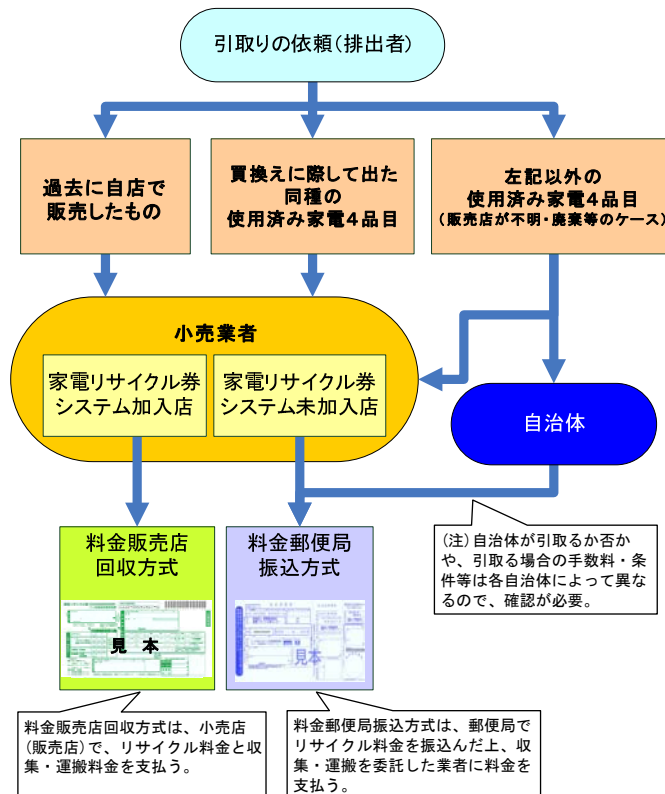 引取りの依頼（排出者）
過去に自店で
販売したもの
買換えに際して出た
同種の
使用済み家電４品目
左記以外の
使用済み家電４品目
（販売店が不明・廃棄等のケース）
小売業者
家電リサイクル券
システム加入店
家電リサイクル券
システム未加入店
自治体
料金販売店
回収方式
見本
料金郵便局
振込方式
見本
（注）自治体が引取るか否か
や、引取る場合の手数料・条
件等は各自治体によって異な
るので、確認が必要。
料金販売店回収方式は、小売店
（販売店）で、リサイクル料金と収
集・運搬料金を支払う。
料金郵便局振込方式は、郵便局で
リサイクル料金を振込んだ上、収
集・運搬を委託した業者に料金を
支払う。